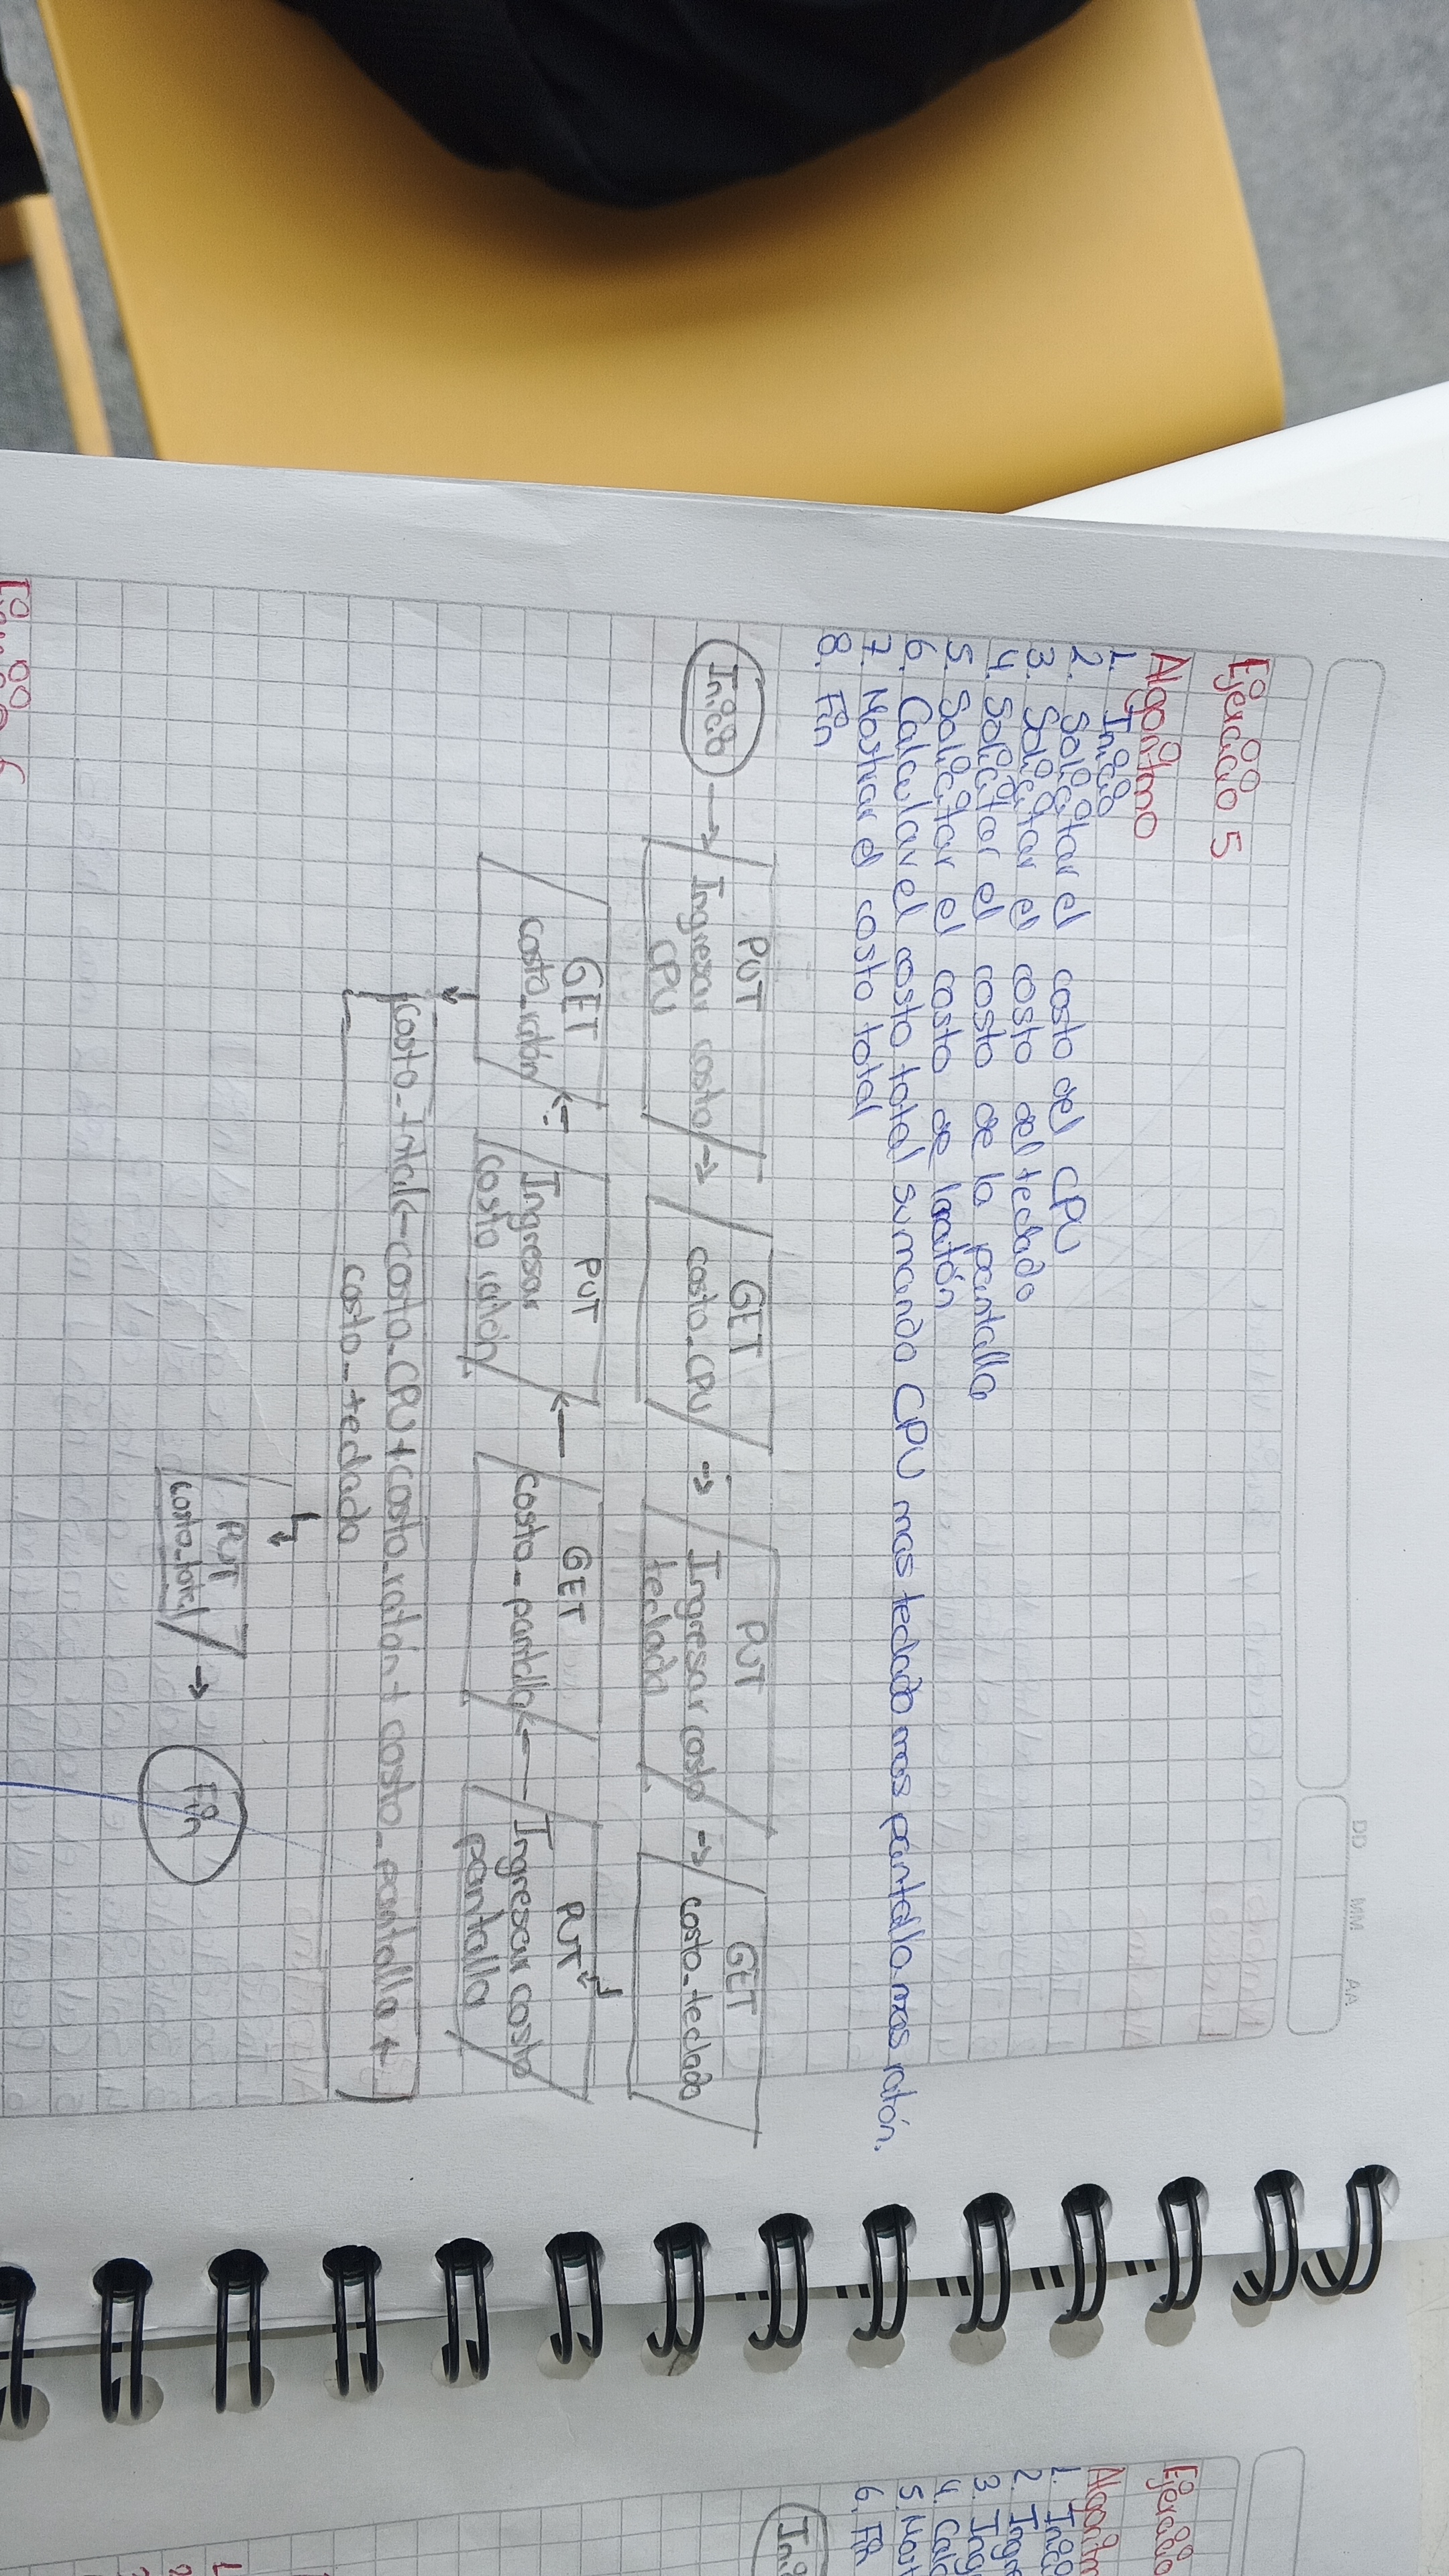 DD MM AA
Ejercicio 5
Algoritmo
1. Inicio
2. Solicitar el costo del CPU
3. Solicitar el costo del teclado
4. Solicitar el costo de la pantalla
5. Solicitar el costo de ratón
6. Calcular el costo total sumando CPU mas teclado mas pantalla mas ratón.
7. Mostrar el costo total
8. Fin
Inicio
PUT
Ingresar costo
CPU
GET
costo_CPU
PUT
Ingresar costo
teclado
GET
costo_teclado
PUT
Ingresar costo
pantalla
GET
costo_pantalla
PUT
Ingresar
costo ratón
GET
costo_ratón
costo_total<-costo_CPU+costo_ratón+costo_pantalla+
costo_teclado
PUT
costo_total
Fin
6
Ejercicio
1. Inici
2.
3.
4. Calc
5. Most
6. Fin